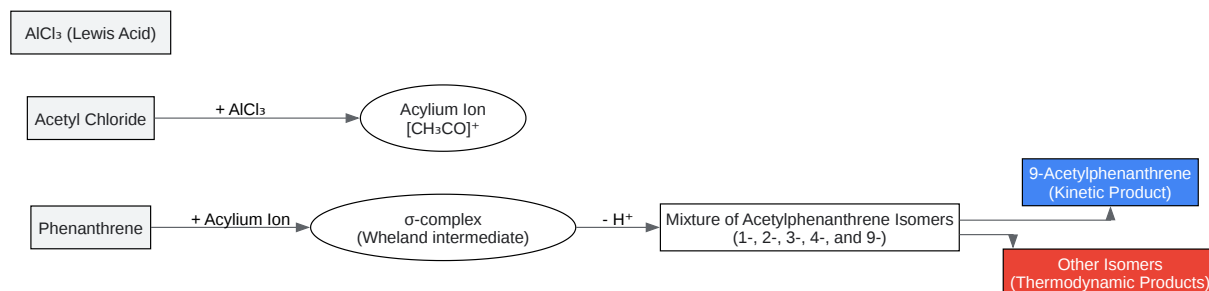 AlCl₃ (Lewis Acid)
Acetyl Chloride
+ AlCl₃
Acylium Ion
[CH₃CO]⁺
Phenanthrene
+ Acylium Ion
σ-complex
(Wheland intermediate)
- H⁺
Mixture of Acetylphenanthrene Isomers
(1-, 2-, 3-, 4-, and 9-)
9-Acetylphenanthrene
(Kinetic Product)
Other Isomers
(Thermodynamic Products)